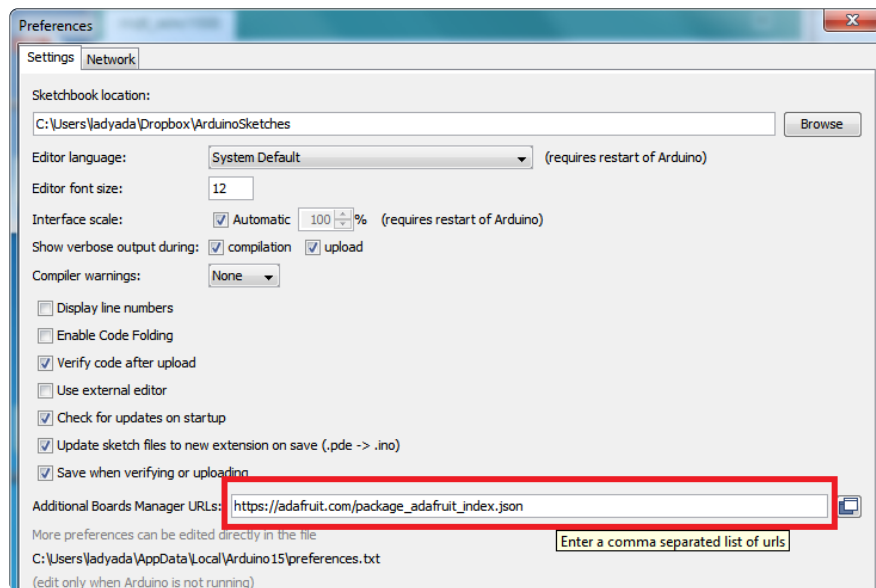 Preferences
Settings Network
Sketchbook location:
C:\Users\ladyada\Dropbox\ArduinoSketches Browse
Editor language: System Default (requires restart of Arduino)
Editor font size: 12
Interface scale: Automatic 100 % (requires restart of Arduino)
Show verbose output during: compilation upload
Compiler warnings: None
Display line numbers
Enable Code Folding
Verify code after upload
Use external editor
Check for updates on startup
Update sketch files to new extension on save (.pde -> .ino)
Save when verifying or uploading
Additional Boards Manager URLs: https://adafruit.com/package_adafruit_index.json
More preferences can be edited directly in the file
Enter a comma separated list of urls
C:\Users\ladyada\AppData\Local\Arduino15\preferences.txt
(edit only when Arduino is not running)